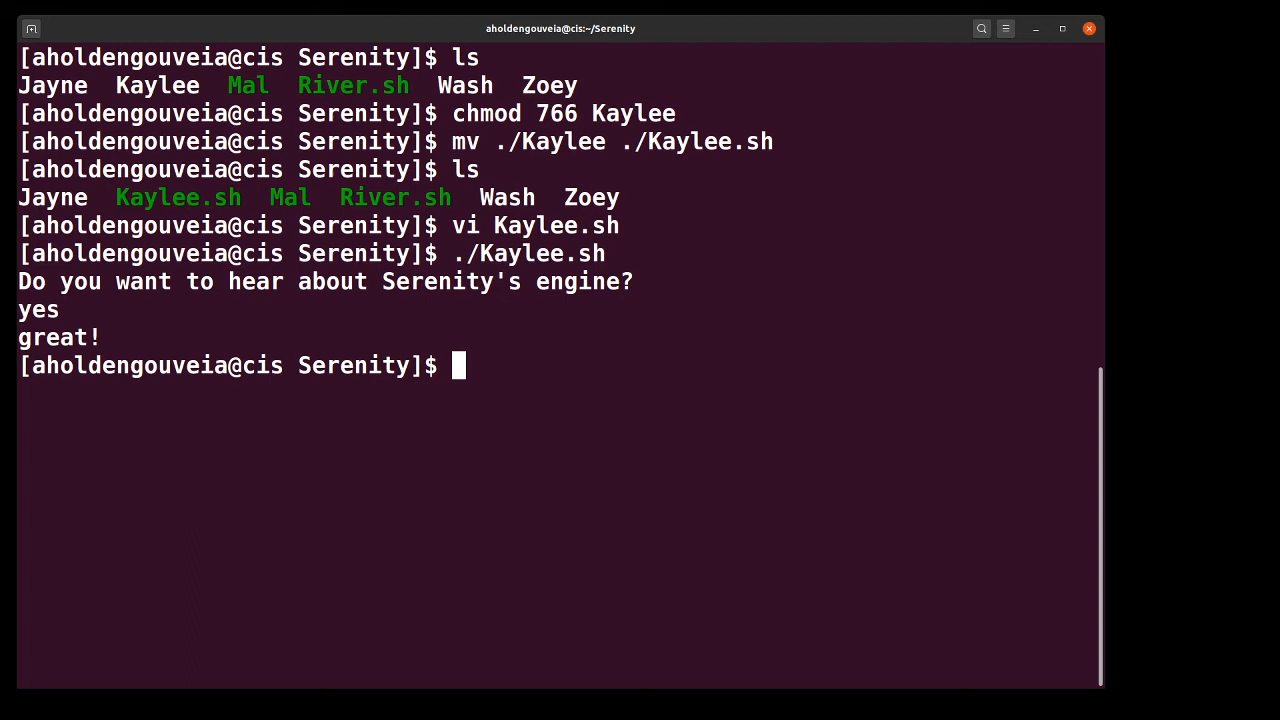 aholdengouveia@cis:~/Serenity
[aholdengouveia@cis Serenity]$ ls
Jayne  Kaylee  Mal  River.sh  Wash  Zoey
[aholdengouveia@cis Serenity]$ chmod 766 Kaylee
[aholdengouveia@cis Serenity]$ mv ./Kaylee ./Kaylee.sh
[aholdengouveia@cis Serenity]$ ls
Jayne  Kaylee.sh  Mal  River.sh  Wash  Zoey
[aholdengouveia@cis Serenity]$ vi Kaylee.sh
[aholdengouveia@cis Serenity]$ ./Kaylee.sh
Do you want to hear about Serenity's engine?
yes
great!
[aholdengouveia@cis Serenity]$